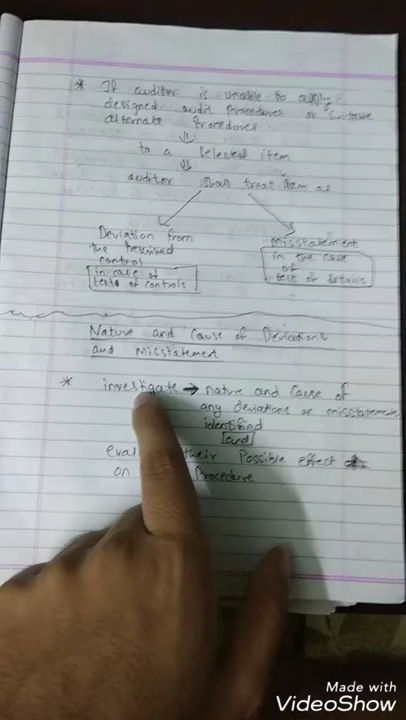 * If auditor is unable to apply
designed audit procedures or suitable
alternate Procedures
to a selected item
auditor shall treat item as
Deviation from
the Prescribed
control
in case of
tests of controls
misstatement
in the case
of
test of details
Nature and Cause of Deviations
and Misstatement
* investigate → nature and cause of
any deviations or misstatements
identified
and
their Possible effect
on Procedure
Made with
VideoShow